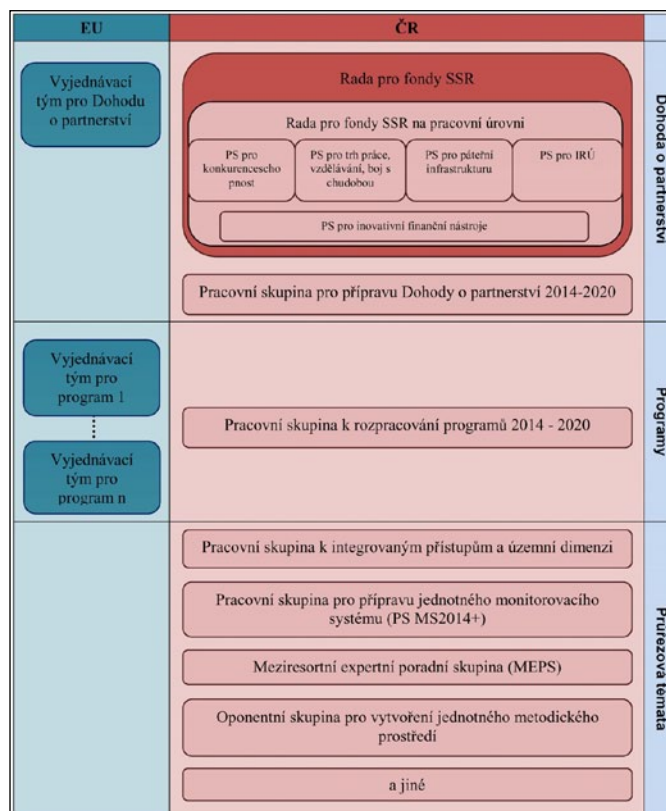 EU
ČR
Vyjednávací
tým pro Dohodu
o partnerství
Rada pro fondy SSR
Rada pro fondy SSR na pracovní úrovni
PS pro
konkurencescho
pnost
PS pro trh práce,
vzdělávání, boj s
chudobou
PS pro páteřní
infrastrukturu
PS pro IRÚ
PS pro inovativní finanční nástroje
Pracovní skupina pro přípravu Dohody o partnerství 2014-2020
Dohoda o partnerství
Vyjednávací
tým pro
program 1
Vyjednávací
tým pro
program n
Pracovní skupina k rozpracování programů 2014 - 2020
Programy
Pracovní skupina k integrovaným přístupům a územní dimenzi
Pracovní skupina pro přípravu jednotného monitorovacího
systému (PS MS2014+)
Meziresortní expertní poradní skupina (MEPS)
Oponentní skupina pro vytvoření jednotného metodického
prostředí
a jiné
Průřezová témata